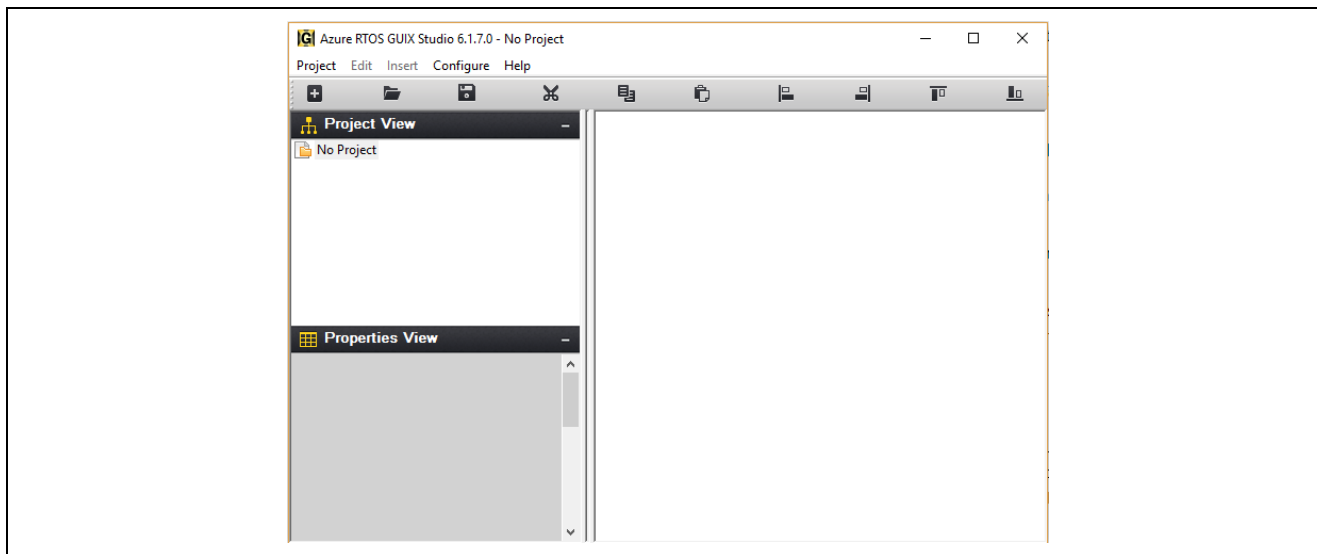 Azure RTOS GUIX Studio 6.1.7.0 - No Project
Project Edit Insert Configure Help
Project View
No Project
Properties View